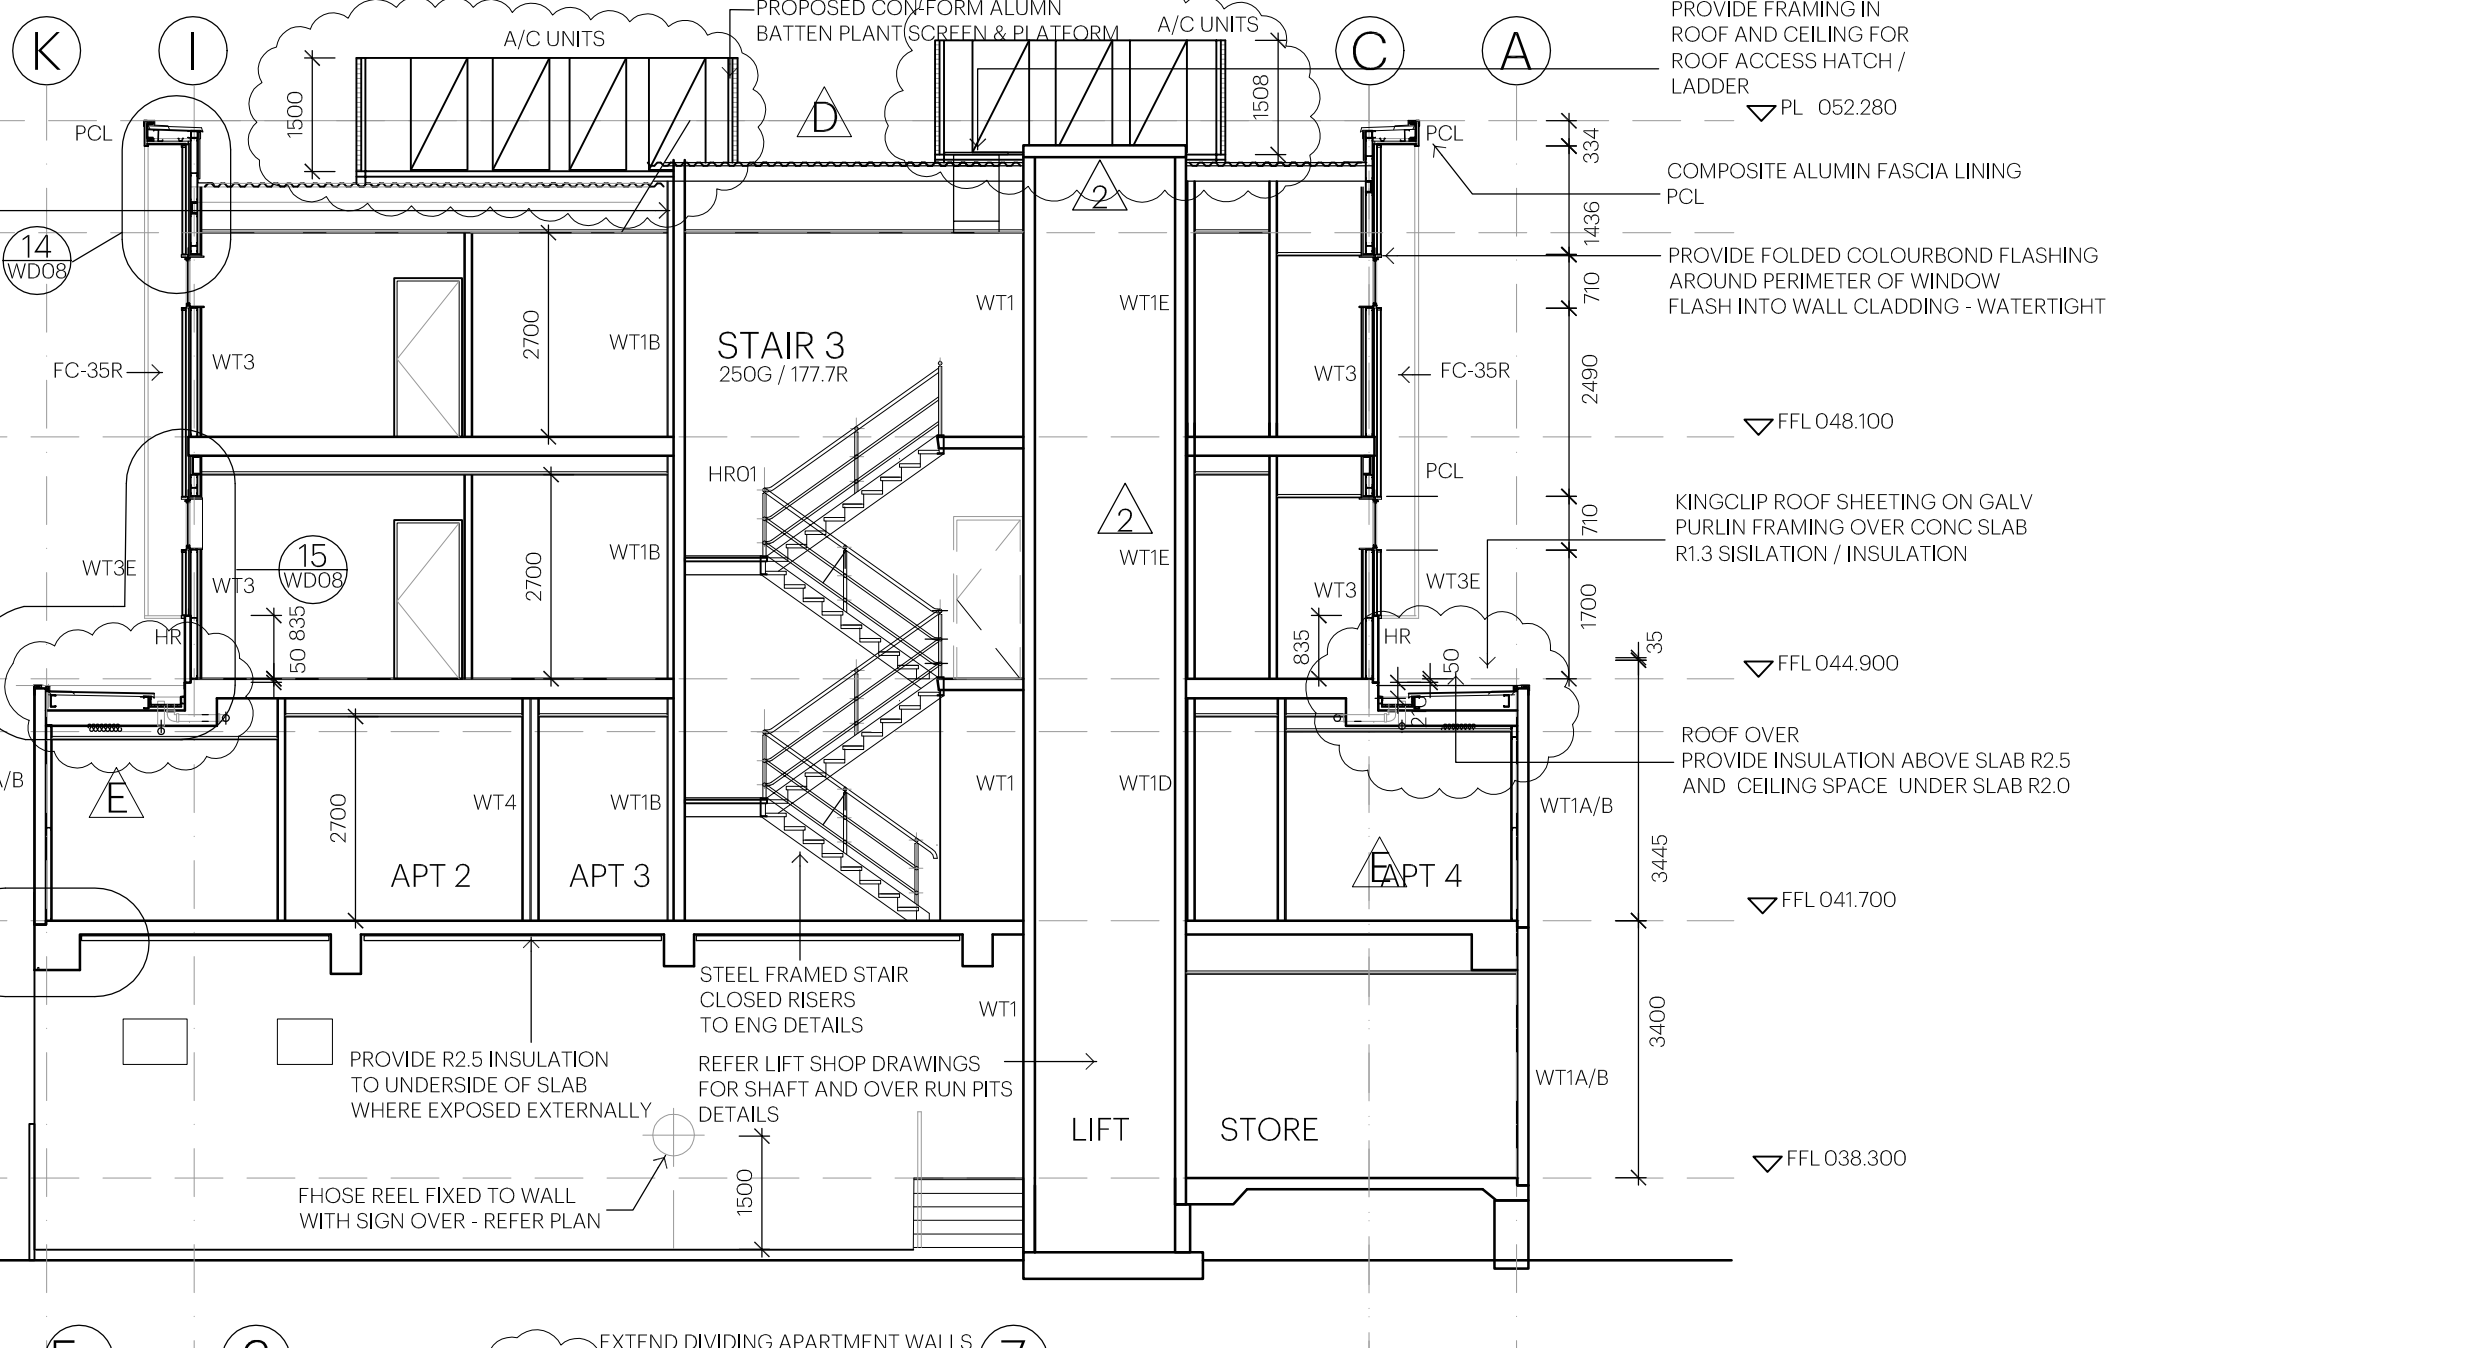 PROPOSED CON-FORM ALUMN
BATTEN PLANT SCREEN & PLATFORM
A/C UNITS
A/C UNITS
PROVIDE FRAMING IN
ROOF AND CEILING FOR
ROOF ACCESS HATCH /
LADDER
K
I
C
A
1500
1508
D
PL 052.280
PCL
PCL
334
COMPOSITE ALUMIN FASCIA LINING
PCL
2
1436
14
WD08
PROVIDE FOLDED COLOURBOND FLASHING
AROUND PERIMETER OF WINDOW
FLASH INTO WALL CLADDING - WATERTIGHT
710
WT1
WT1E
2700
WT1B
STAIR 3
250G / 177.7R
FC-35R
WT3
WT3
FC-35R
2490
FFL 048.100
HR01
PCL
2
KINGCLIP ROOF SHEETING ON GALV
PURLIN FRAMING OVER CONC SLAB
R1.3 SISILATION / INSULATION
710
WT3E
WT3
15
WD08
2700
WT1B
WT1E
WT3
WT3E
1700
HR
50 835
835
HR
50
35
FFL 044.900
ROOF OVER
PROVIDE INSULATION ABOVE SLAB R2.5
AND CEILING SPACE UNDER SLAB R2.0
A/B
E
2700
WT4
WT1B
WT1
WT1D
WT1A/B
APT 2
APT 3
E
APT 4
3445
FFL 041.700
STEEL FRAMED STAIR
CLOSED RISERS
TO ENG DETAILS
WT1
3400
PROVIDE R2.5 INSULATION
TO UNDERSIDE OF SLAB
WHERE EXPOSED EXTERNALLY
REFER LIFT SHOP DRAWINGS
FOR SHAFT AND OVER RUN PITS
DETAILS
WT1A/B
LIFT
STORE
FFL 038.300
FHOSE REEL FIXED TO WALL
WITH SIGN OVER - REFER PLAN
1500
EXTEND DIVIDING APARTMENT WALLS
7